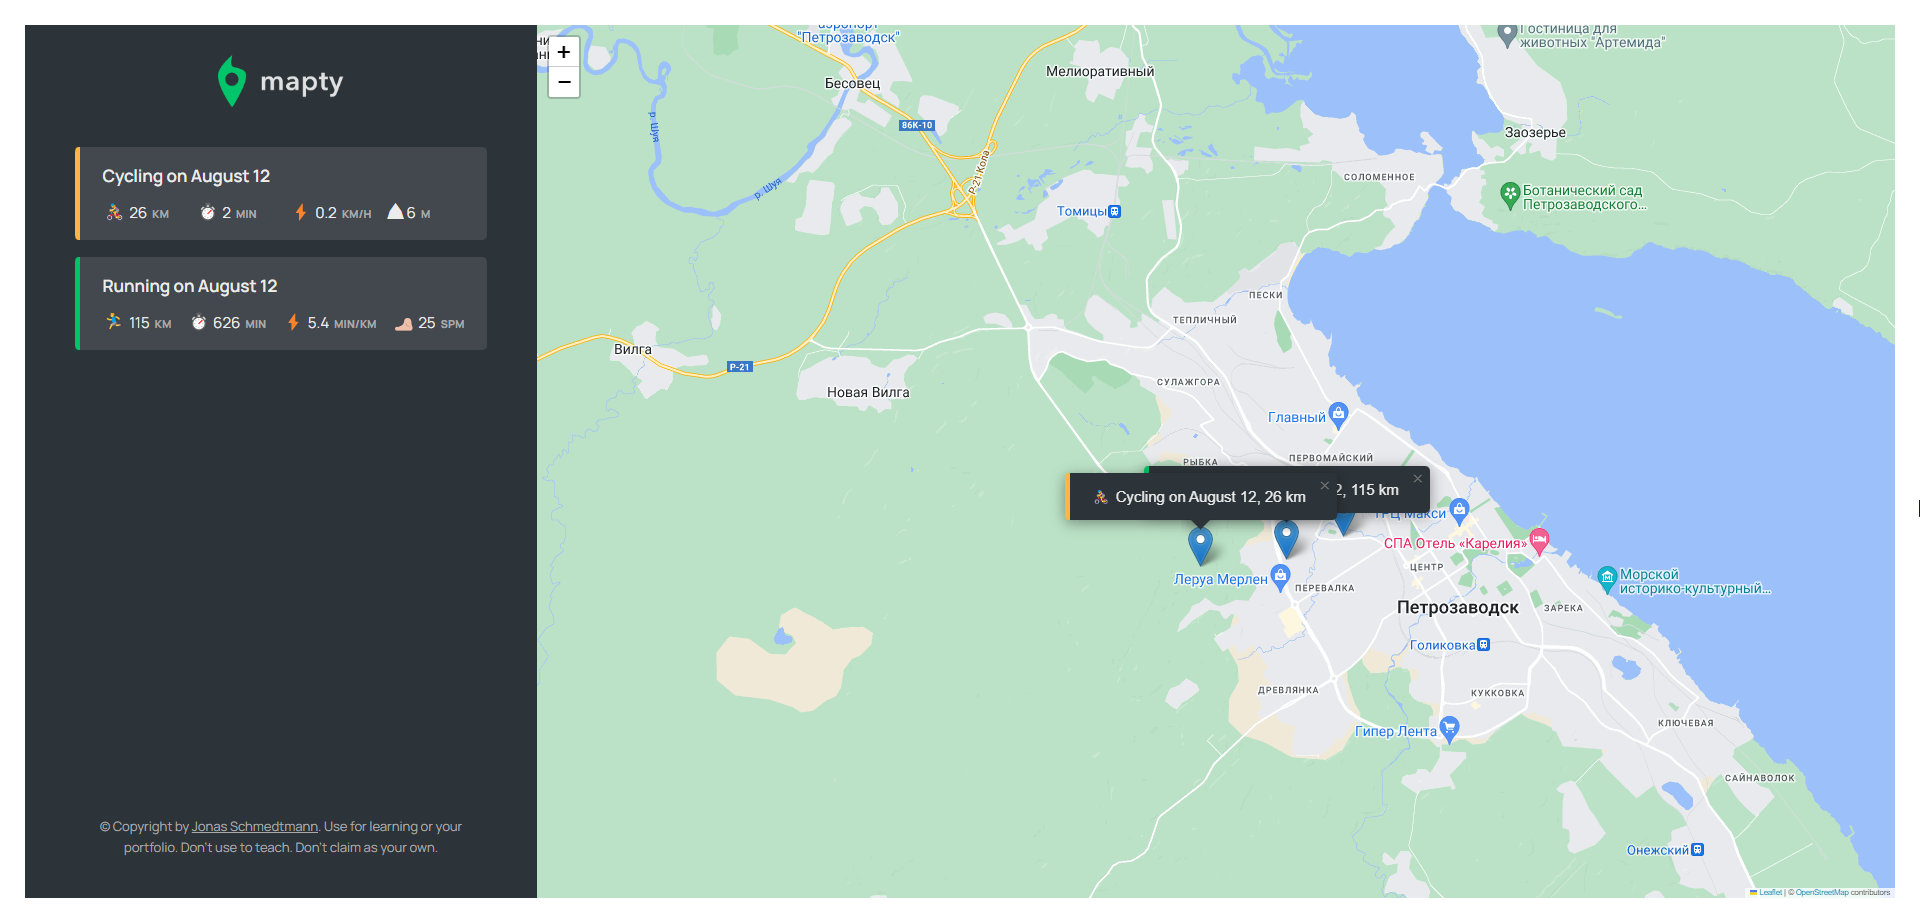 mapty
Cycling on August 12
26 KM 2 MIN 0.2 KM/H 6 M
Running on August 12
115 KM 626 MIN 5.4 MIN/KM 25 SPM
© Copyright by Jonas Schmedtmann. Use for learning or your
portfolio. Don't use to teach. Don't claim as your own.
+
−
аэропорт
"Петрозаводск"
Бесовец
Мелиоративный
Гостиница для
животных "Артемида"
86К-10
р. Шуя
р. Шуя
Р-21 Кола
Заозерье
СОЛОМЕННОЕ
Ботанический сад
Петрозаводского...
Томицы
ПЕСКИ
ТЕПЛИЧНЫЙ
Вилга
Р-21
Новая Вилга
СУЛАЖГОРА
Главный
РЫБКА
ПЕРВОМАЙСКИЙ
Cycling on August 12, 26 km
×
2, 115 km
×
ТРЦ Макси
СПА Отель «Карелия»
ЦЕНТР
Леруа Мерлен
ПЕРЕВАЛКА
Морской
историко-культурный...
Петрозаводск
ЗАРЕКА
Голиковка
ДРЕВЛЯНКА
КУККОВКА
Гипер Лента
КЛЮЧЕВАЯ
САЙНАВОЛОК
Онежский
Leaflet | © OpenStreetMap contributors